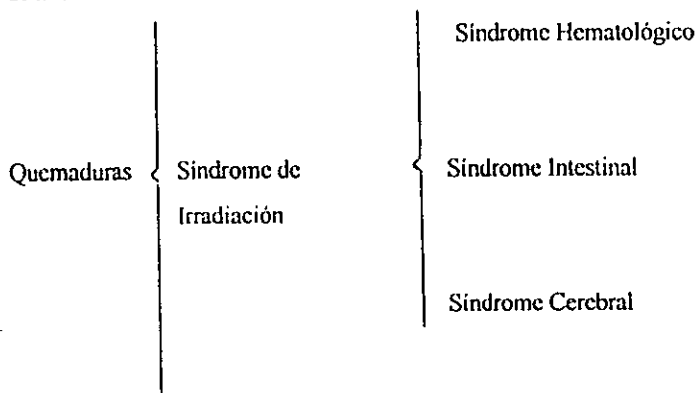 Síndrome Hematológico
Quemaduras
Síndrome de
Irradiación
Síndrome Intestinal
Síndrome Cerebral